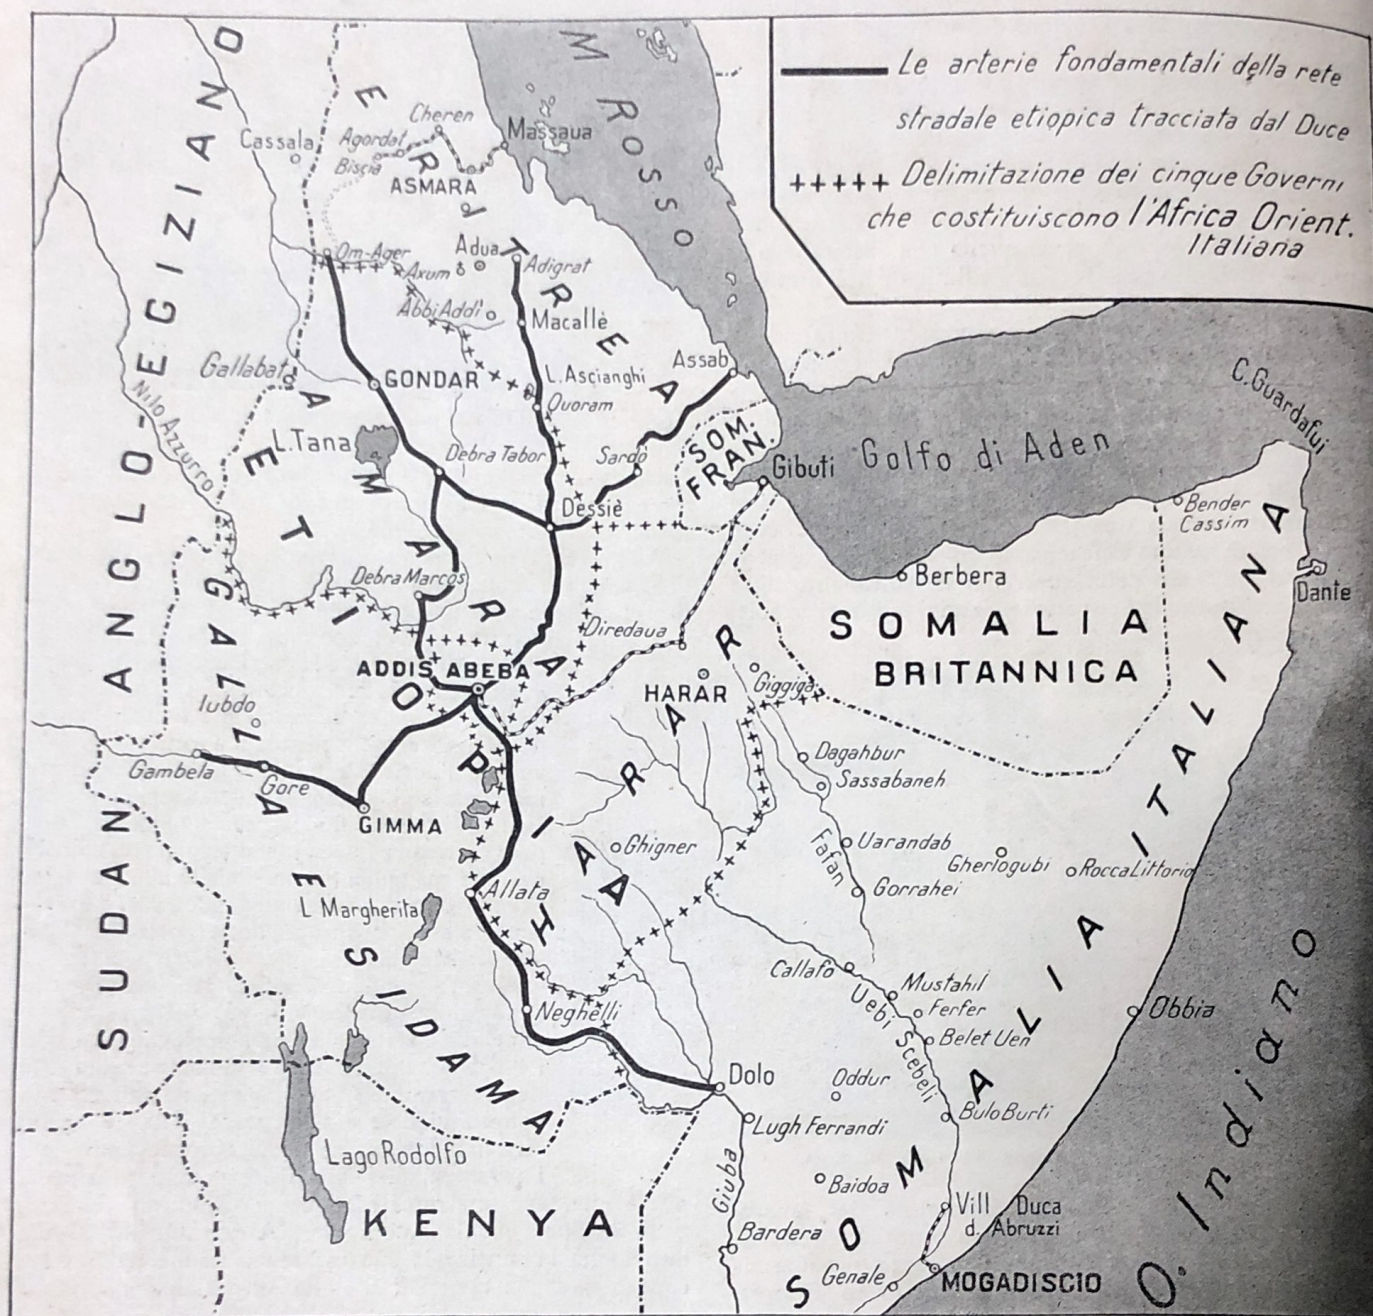 Le arterie fondamentali della rete
stradale etiopica tracciata dal Duce
+++++ Delimitazione dei cinque Governi
che costituiscono l'Africa Orient.
Italiana
M. ROSSO
ERITREA
SUDAN ANGLO-EGIZIANO
Cassala
Cheren
Agordat
Biscia
Massaua
ASMARA
Om-Ager
Adua
Axum
Adigrat
Abbi Addi
Macallè
Gallabat
GONDAR
L. Ascianghi
Quoram
Assab
Nilo Azzurro
L. Tana
Debra Tabor
Sardò
SOM.
FRAN.
Gibuti
Golfo di Aden
C. Guardafui
Dessiè
Bender
Cassim
Dante
Berbera
AMARA
ETIOPIA
Debra Marcos
Diredaua
SOMALIA
BRITANNICA
ADDIS ABEBA
HARAR
Giggiga
HARAR
GALLA E SIDAMA
Iubdo
Gambela
Gore
GIMMA
Dagahbur
Sassabaneh
Ghigner
Uarandab
Fafan
Gherlogubi
Rocca Littorio
Gorrahei
Allata
L Margherita
Callafo
Mustahil
Uebi Scebeli
Ferfer
Belet Uen
Obbia
Neghelli
Dolo
Oddur
Bulo Burti
Lugh Ferrandi
Lago Rodolfo
KENYA
Giuba
Baidoa
Vill Duca
d. Abruzzi
Bardera
Genale
MOGADISCIO
SOMALIA ITALIANA
O. Indiano